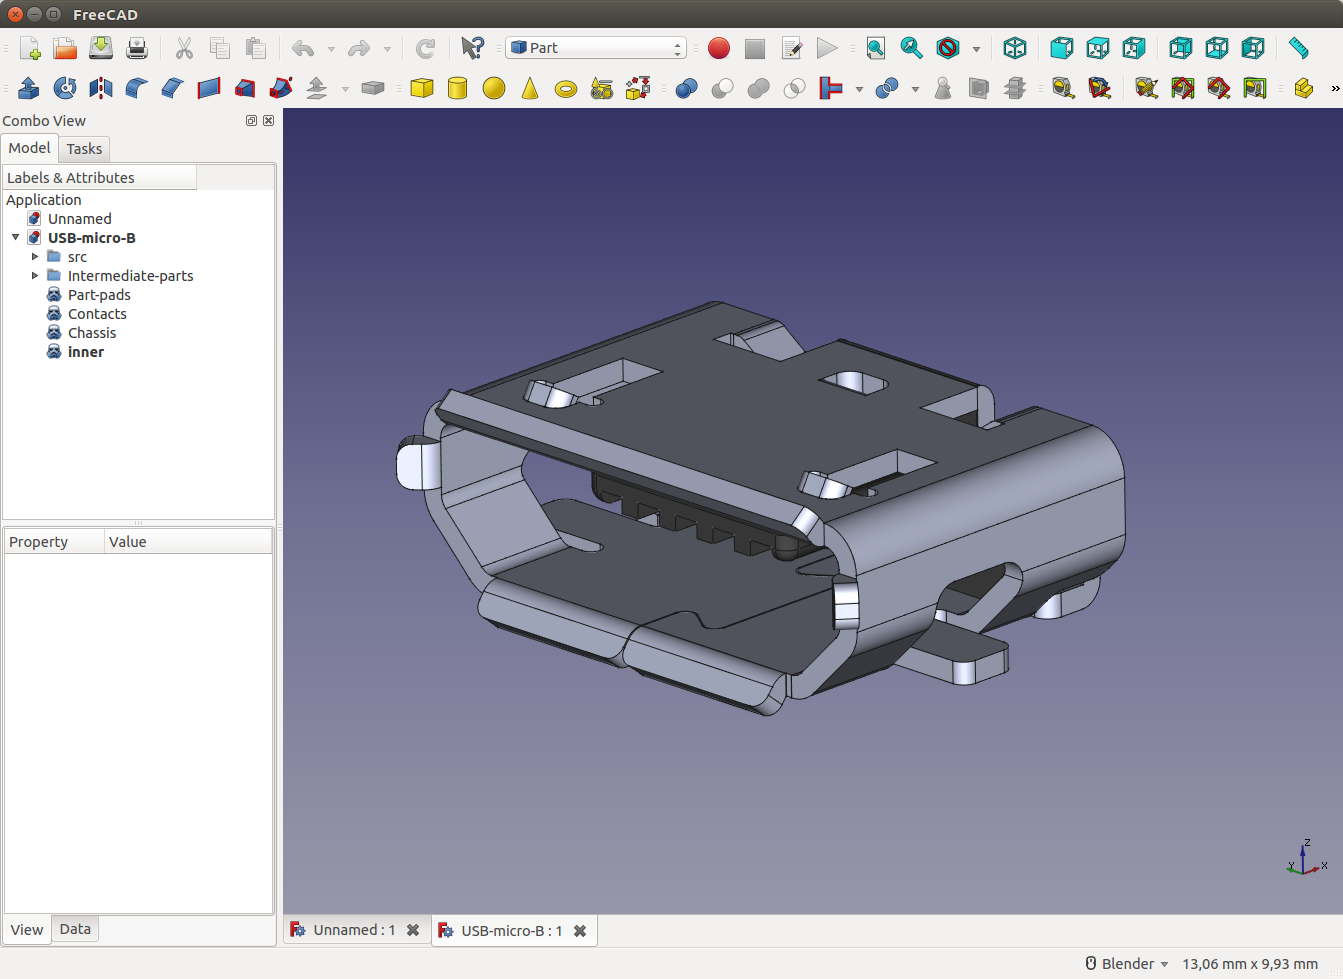 FreeCAD
Part
»
Combo View
Model
Tasks
Labels & Attributes
Application
Unnamed
USB-micro-B
src
Intermediate-parts
Part-pads
Contacts
Chassis
inner
Property
Value
z
Y
X
View
Data
Unnamed : 1
USB-micro-B : 1
Blender
13,06 mm x 9,93 mm